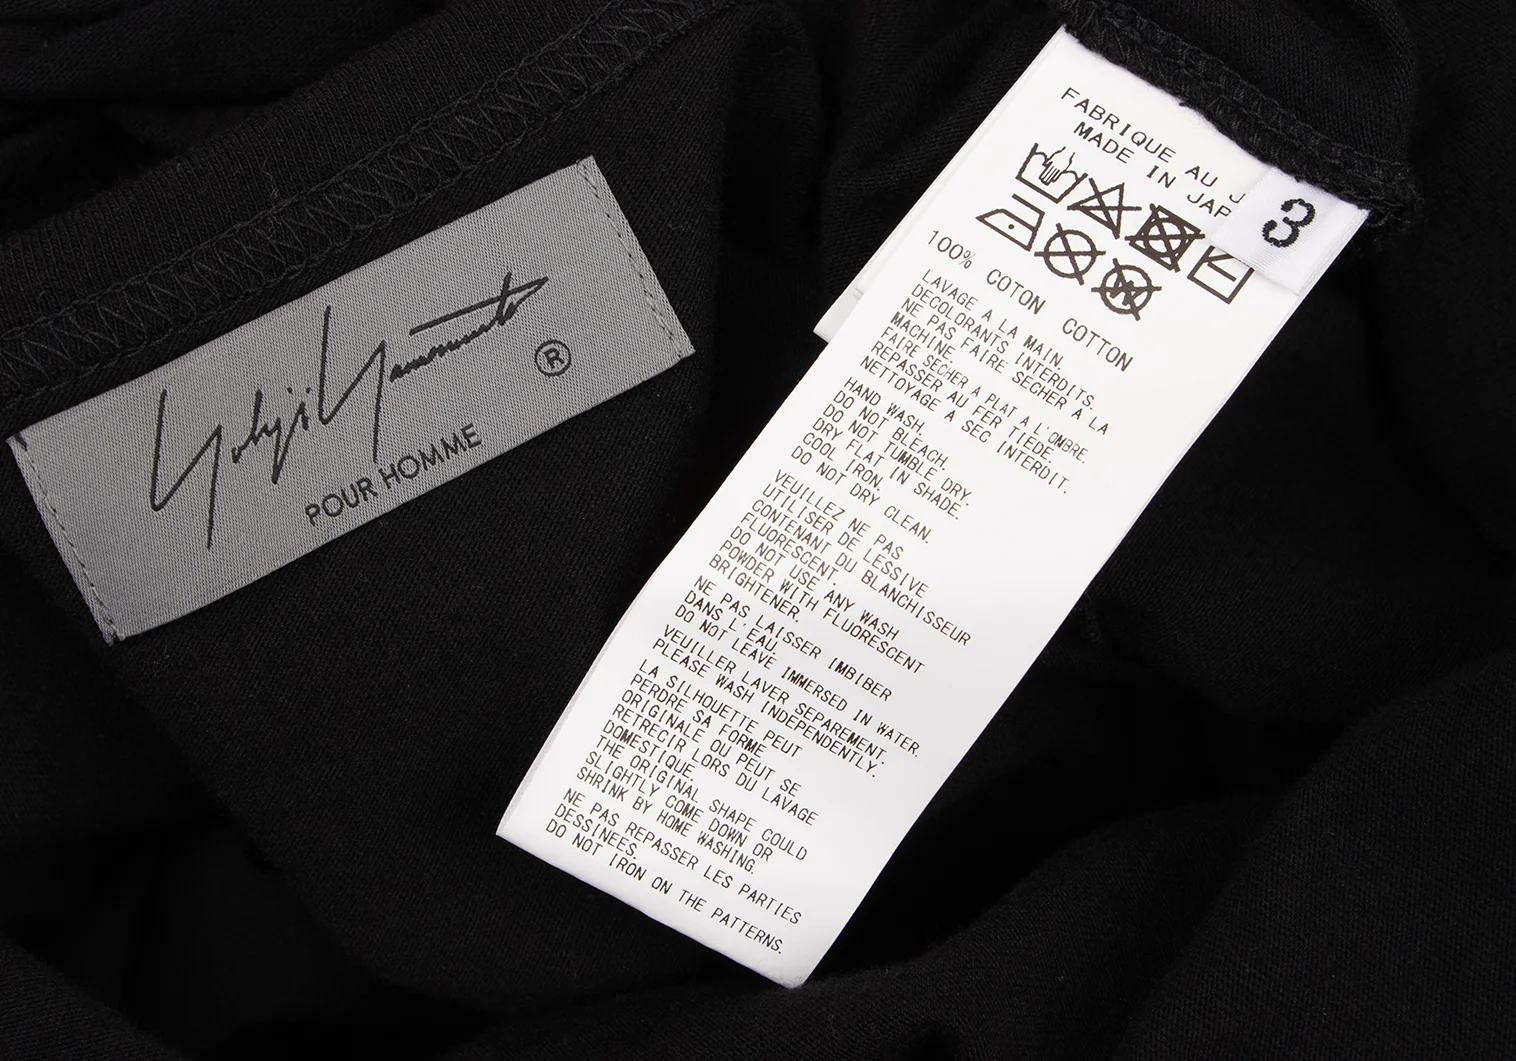 Yohji Yamamoto
®
POUR HOMME
FABRIQUE AU J
MADE IN JAP
3
100% COTON COTTON
LAVAGE A LA MAIN.
DECOLORANTS INTERDITS.
NE PAS FAIRE SECHER A LA
MACHINE.
FAIRE SECHER A PLAT A L'OMBRE.
REPASSER AU FER TIEDE.
NETTOYAGE A SEC INTERDIT.
HAND WASH.
DO NOT BLEACH.
DO NOT TUMBLE DRY.
DRY FLAT IN SHADE.
COOL IRON.
DO NOT DRY CLEAN.
VEUILLEZ NE PAS
UTILISER DE LESSIVE
CONTENANT DU BLANCHISSEUR
FLUORESCENT.
DO NOT USE ANY WASH
POWDER WITH FLUORESCENT
BRIGHTENER.
NE PAS LAISSER IMBIBER
DANS L'EAU.
DO NOT LEAVE IMMERSED IN WATER.
VEUILLER LAVER SEPAREMENT.
PLEASE WASH INDEPENDENTLY.
LA SILHOUETTE PEUT
PERDRE SA FORME
ORIGINALE OU PEUT SE
RETRECIR LORS DU LAVAGE
DOMESTIQUE.
THE ORIGINAL SHAPE COULD
SLIGHTLY COME DOWN OR
SHRINK BY HOME WASHING.
NE PAS REPASSER LES PARTIES
DESSINEES.
DO NOT IRON ON THE PATTERNS.